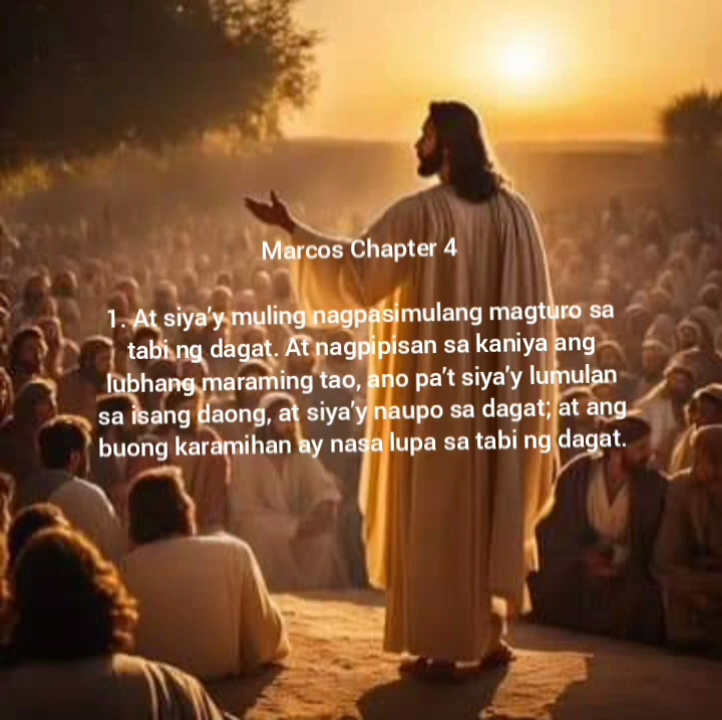 Marcos Chapter 4
1. At siya'y muling nagpasimulang magturo sa
tabi ng dagat. At nagpipisan sa kaniya ang
lubhang maraming tao, ano pa't siya'y lumulan
sa isang daong, at siya'y naupo sa dagat; at ang
buong karamihan ay nasa lupa sa tabi ng dagat.